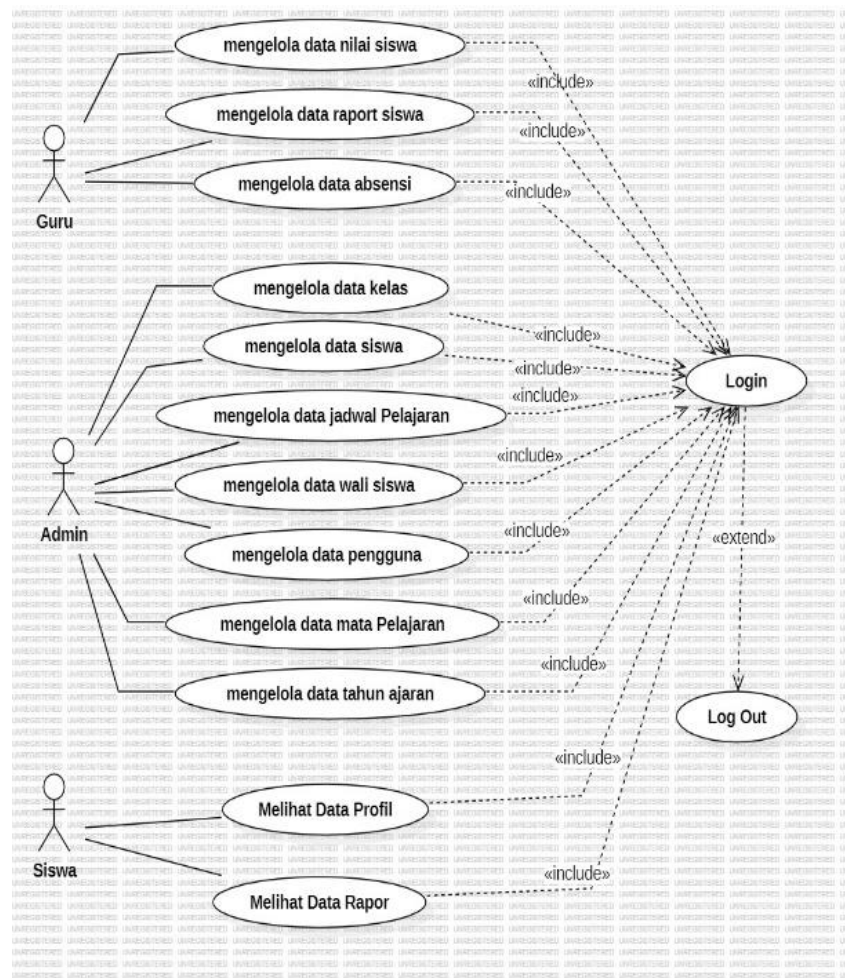 mengelola data nilai siswa
«include»
mengelola data raport siswa
«include»
mengelola data absensi
«include»
Guru
mengelola data kelas
«include»
mengelola data siswa
«include»
Login
«include»
mengelola data jadwal Pelajaran
«include»
mengelola data wali siswa
Admin
«include»
«extend»
mengelola data pengguna
«include»
mengelola data mata Pelajaran
«include»
mengelola data tahun ajaran
Log Out
«include»
Melihat Data Profil
Siswa
«include»
Melihat Data Rapor